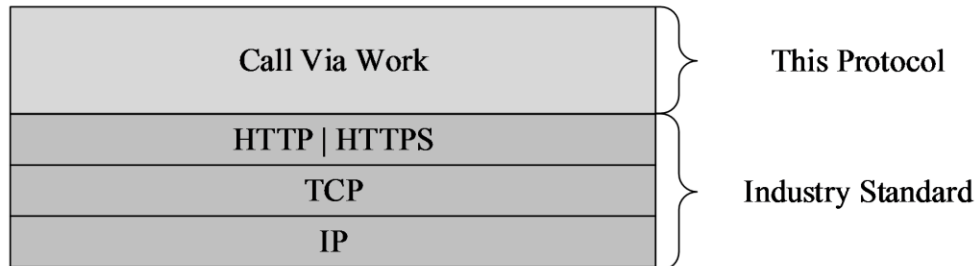 Call Via Work
This Protocol
HTTP | HTTPS
TCP
Industry Standard
IP